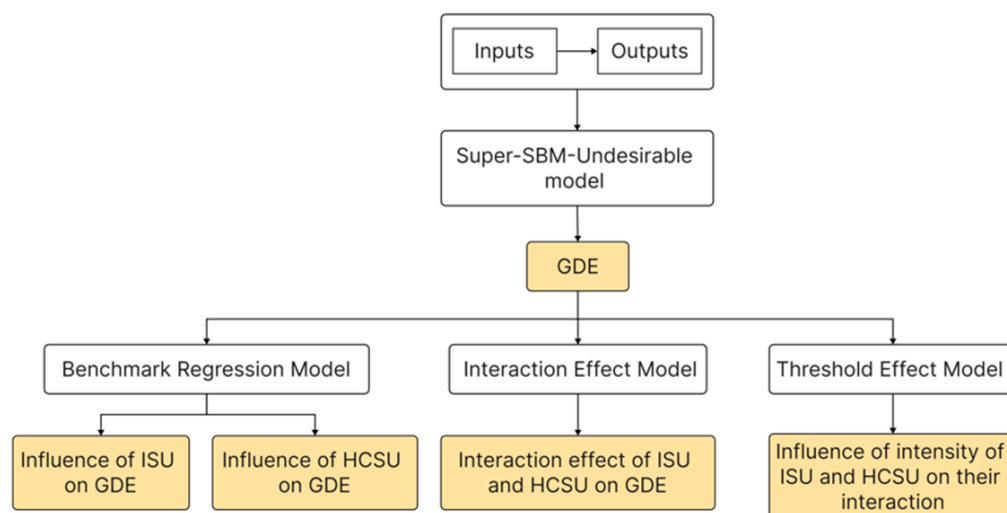 Inputs
Outputs
Super-SBM-Undesirable
model
GDE
Benchmark Regression Model
Interaction Effect Model
Threshold Effect Model
Influence of ISU
on GDE
Influence of HCSU
on GDE
Interaction effect of ISU
and HCSU on GDE
Influence of intensity of
ISU and HCSU on their
interaction